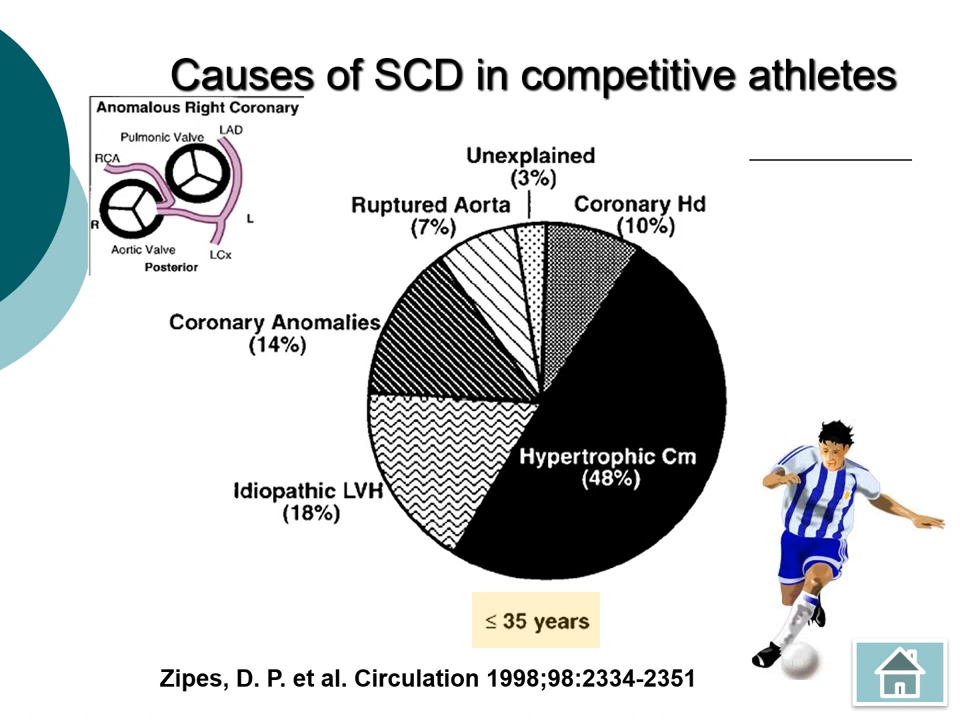 Causes of SCD in competitive athletes
Anomalous Right Coronary
Pulmonic Valve
LAD
RCA
R
L
Aortic Valve
LCx
Posterior
Unexplained
(3%)
Ruptured Aorta
(7%)
Coronary Hd
(10%)
Coronary Anomalies
(14%)
Hypertrophic Cm
(48%)
Idiopathic LVH
(18%)
≤ 35 years
Zipes, D. P. et al. Circulation 1998;98:2334-2351